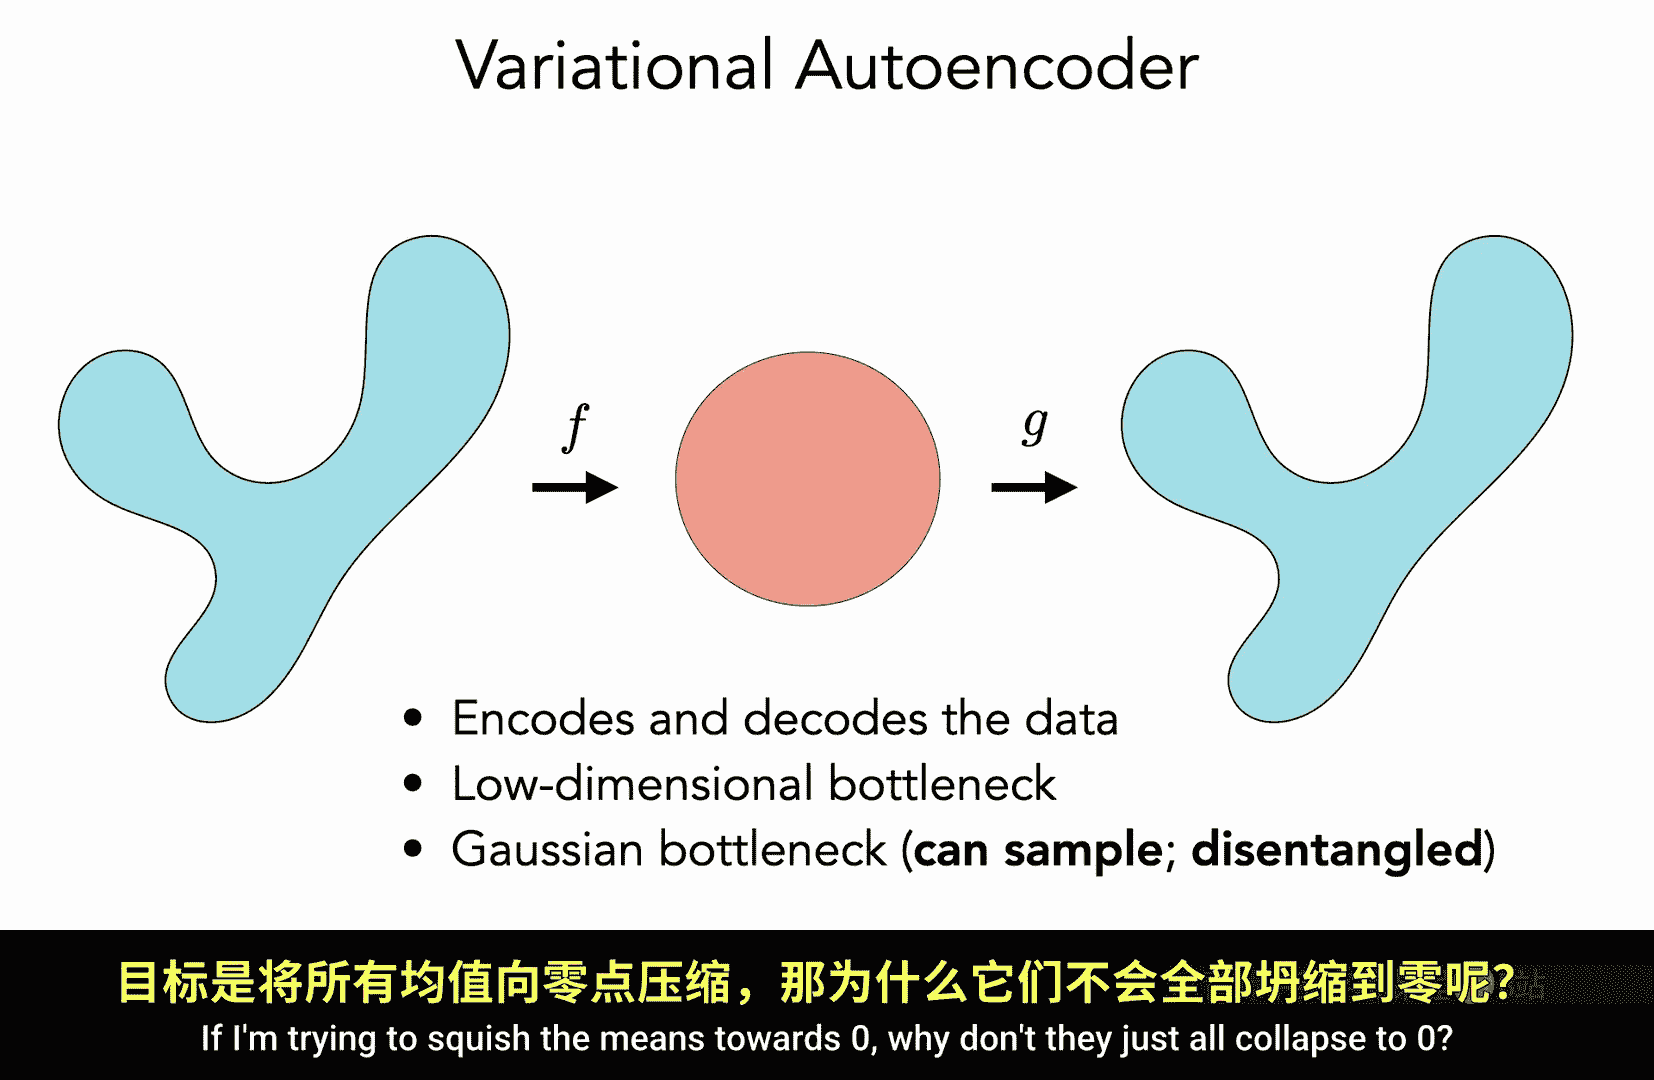 Variational Autoencoder
f
g
• Encodes and decodes the data
• Low-dimensional bottleneck
• Gaussian bottleneck (can sample; disentangled)
目标是将所有均值向零点压缩，那为什么它们不会全部坍缩到零呢？
If I'm trying to squish the means towards 0, why don't they just all collapse to 0?